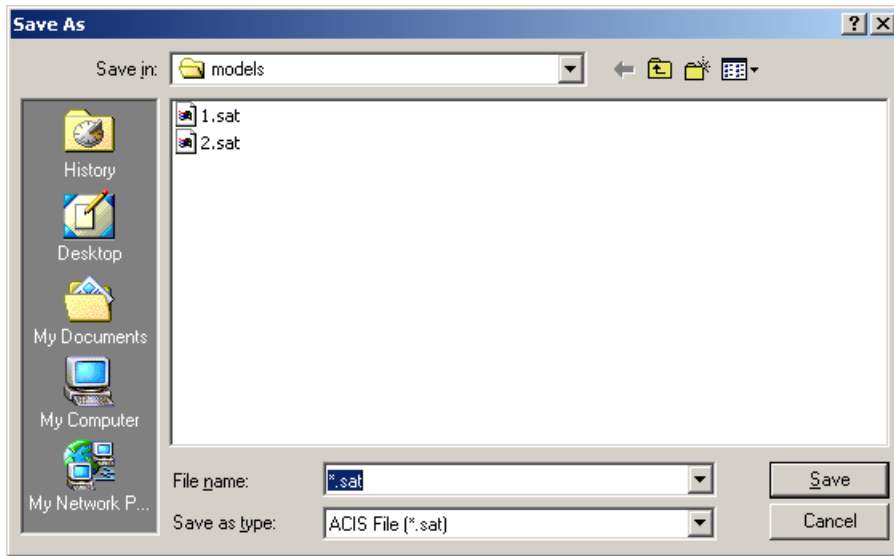 Save As
Save in: models
1.sat
2.sat
History
Desktop
My Documents
My Computer
My Network P...
File name: *.sat Save
Save as type: ACIS File (*.sat) Cancel